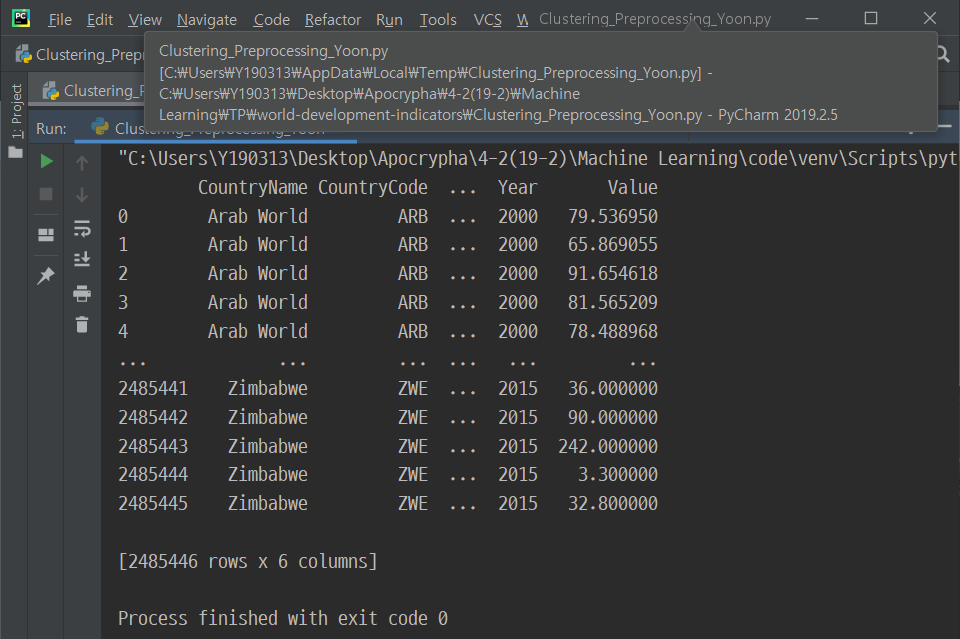 PC File Edit View Navigate Code Refactor Run Tools VCS W Clustering_Preprocessing_Yoon.py
Clustering_Prepr
Clustering_Preprocessing_Yoon.py
[C:₩Users₩Y190313₩AppData₩Local₩Temp₩Clustering_Preprocessing_Yoon.py] -
C:₩Users₩Y190313₩Desktop₩Apocrypha₩4-2(19-2)₩Machine
Learning₩TP₩world-development-indicators₩Clustering_Preprocessing_Yoon.py - PyCharm 2019.2.5
Clustering_P
1: Project
Run: Clustering_Preprocessing_Yoon
"C:\Users\Y190313\Desktop\Apocrypha\4-2(19-2)\Machine Learning\code\venv\Scripts\pyt
CountryName CountryCode ... Year Value
0 Arab World ARB ... 2000 79.536950
1 Arab World ARB ... 2000 65.869055
2 Arab World ARB ... 2000 91.654618
3 Arab World ARB ... 2000 81.565209
4 Arab World ARB ... 2000 78.488968
... ... ... ... ... ...
2485441 Zimbabwe ZWE ... 2015 36.000000
2485442 Zimbabwe ZWE ... 2015 90.000000
2485443 Zimbabwe ZWE ... 2015 242.000000
2485444 Zimbabwe ZWE ... 2015 3.300000
2485445 Zimbabwe ZWE ... 2015 32.800000
[2485446 rows x 6 columns]
Process finished with exit code 0